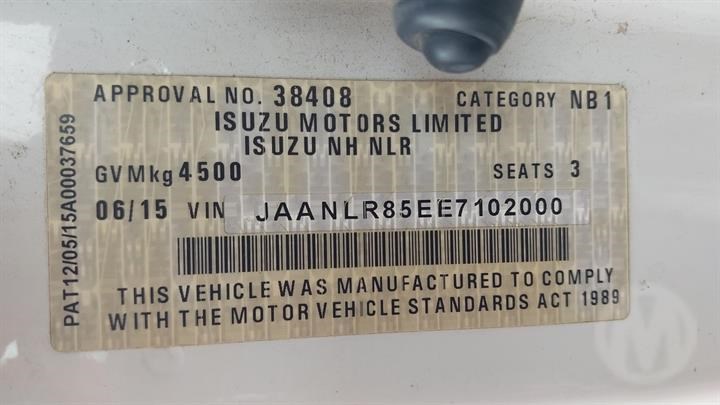 APPROVAL NO. 38408 CATEGORY NB1
ISUZU MOTORS LIMITED
ISUZU NH NLR
GVMkg 4500 SEATS 3
06/15 VIN JAANLR85EE7102000
THIS VEHICLE WAS MANUFACTURED TO COMPLY
WITH THE MOTOR VEHICLE STANDARDS ACT 1989
PAT12/05/15A00037659
M